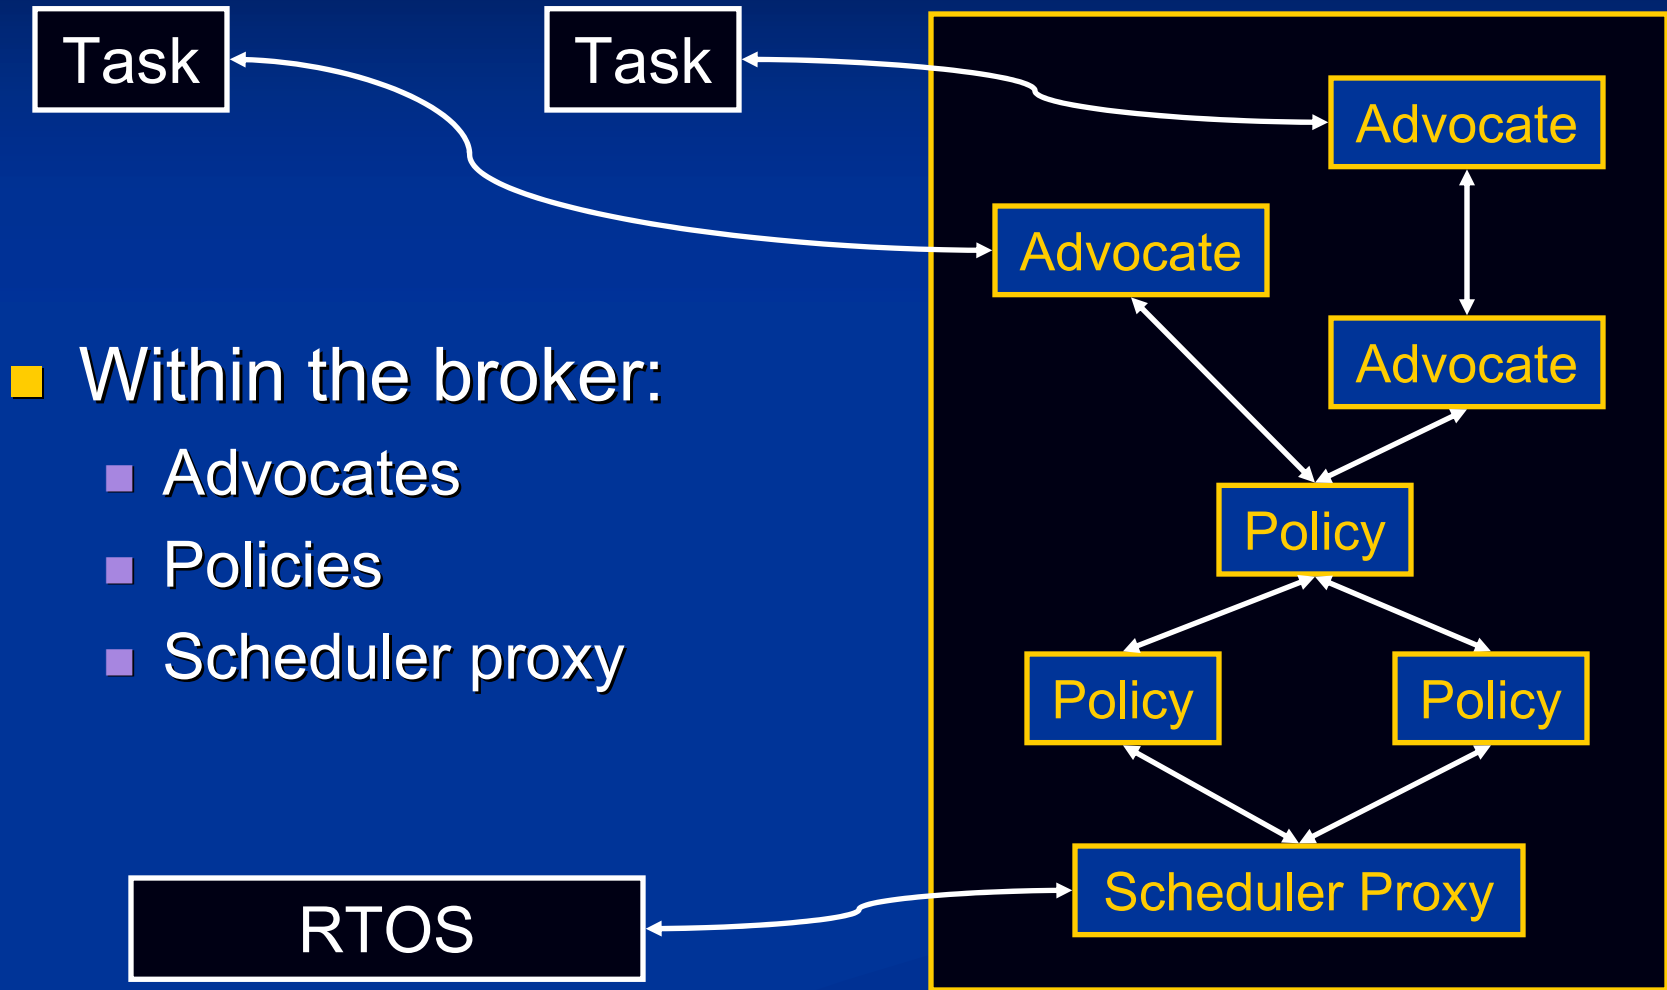 Task
Task
Advocate
Advocate
Advocate
Within the broker:
Advocates
Policies
Scheduler proxy
Policy
Policy
Policy
Scheduler Proxy
RTOS